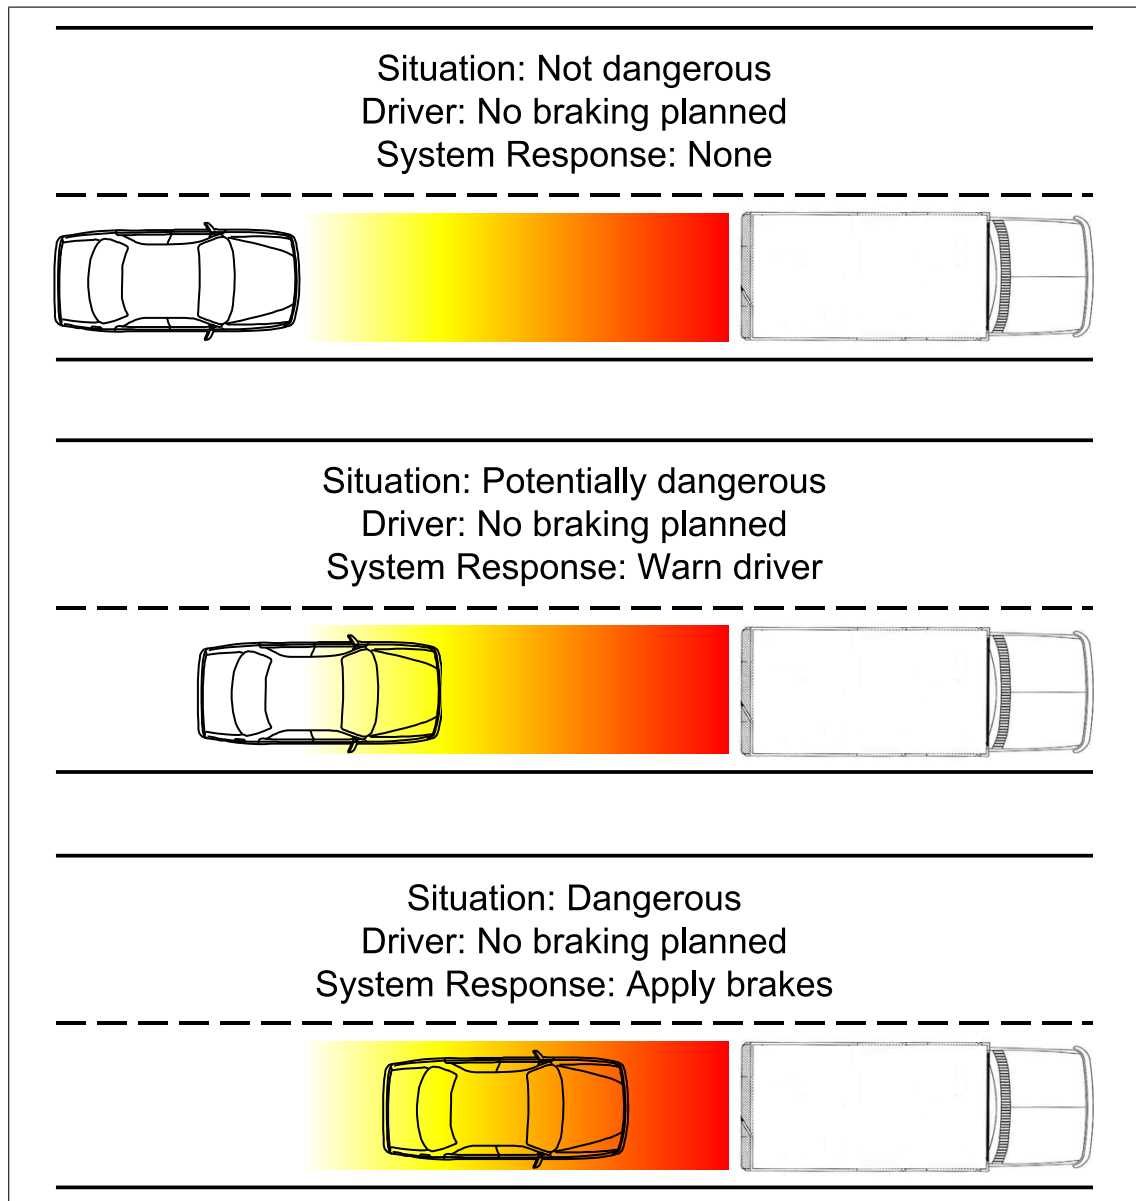 Situation: Not dangerous
Driver: No braking planned
System Response: None
Situation: Potentially dangerous
Driver: No braking planned
System Response: Warn driver
Situation: Dangerous
Driver: No braking planned
System Response: Apply brakes